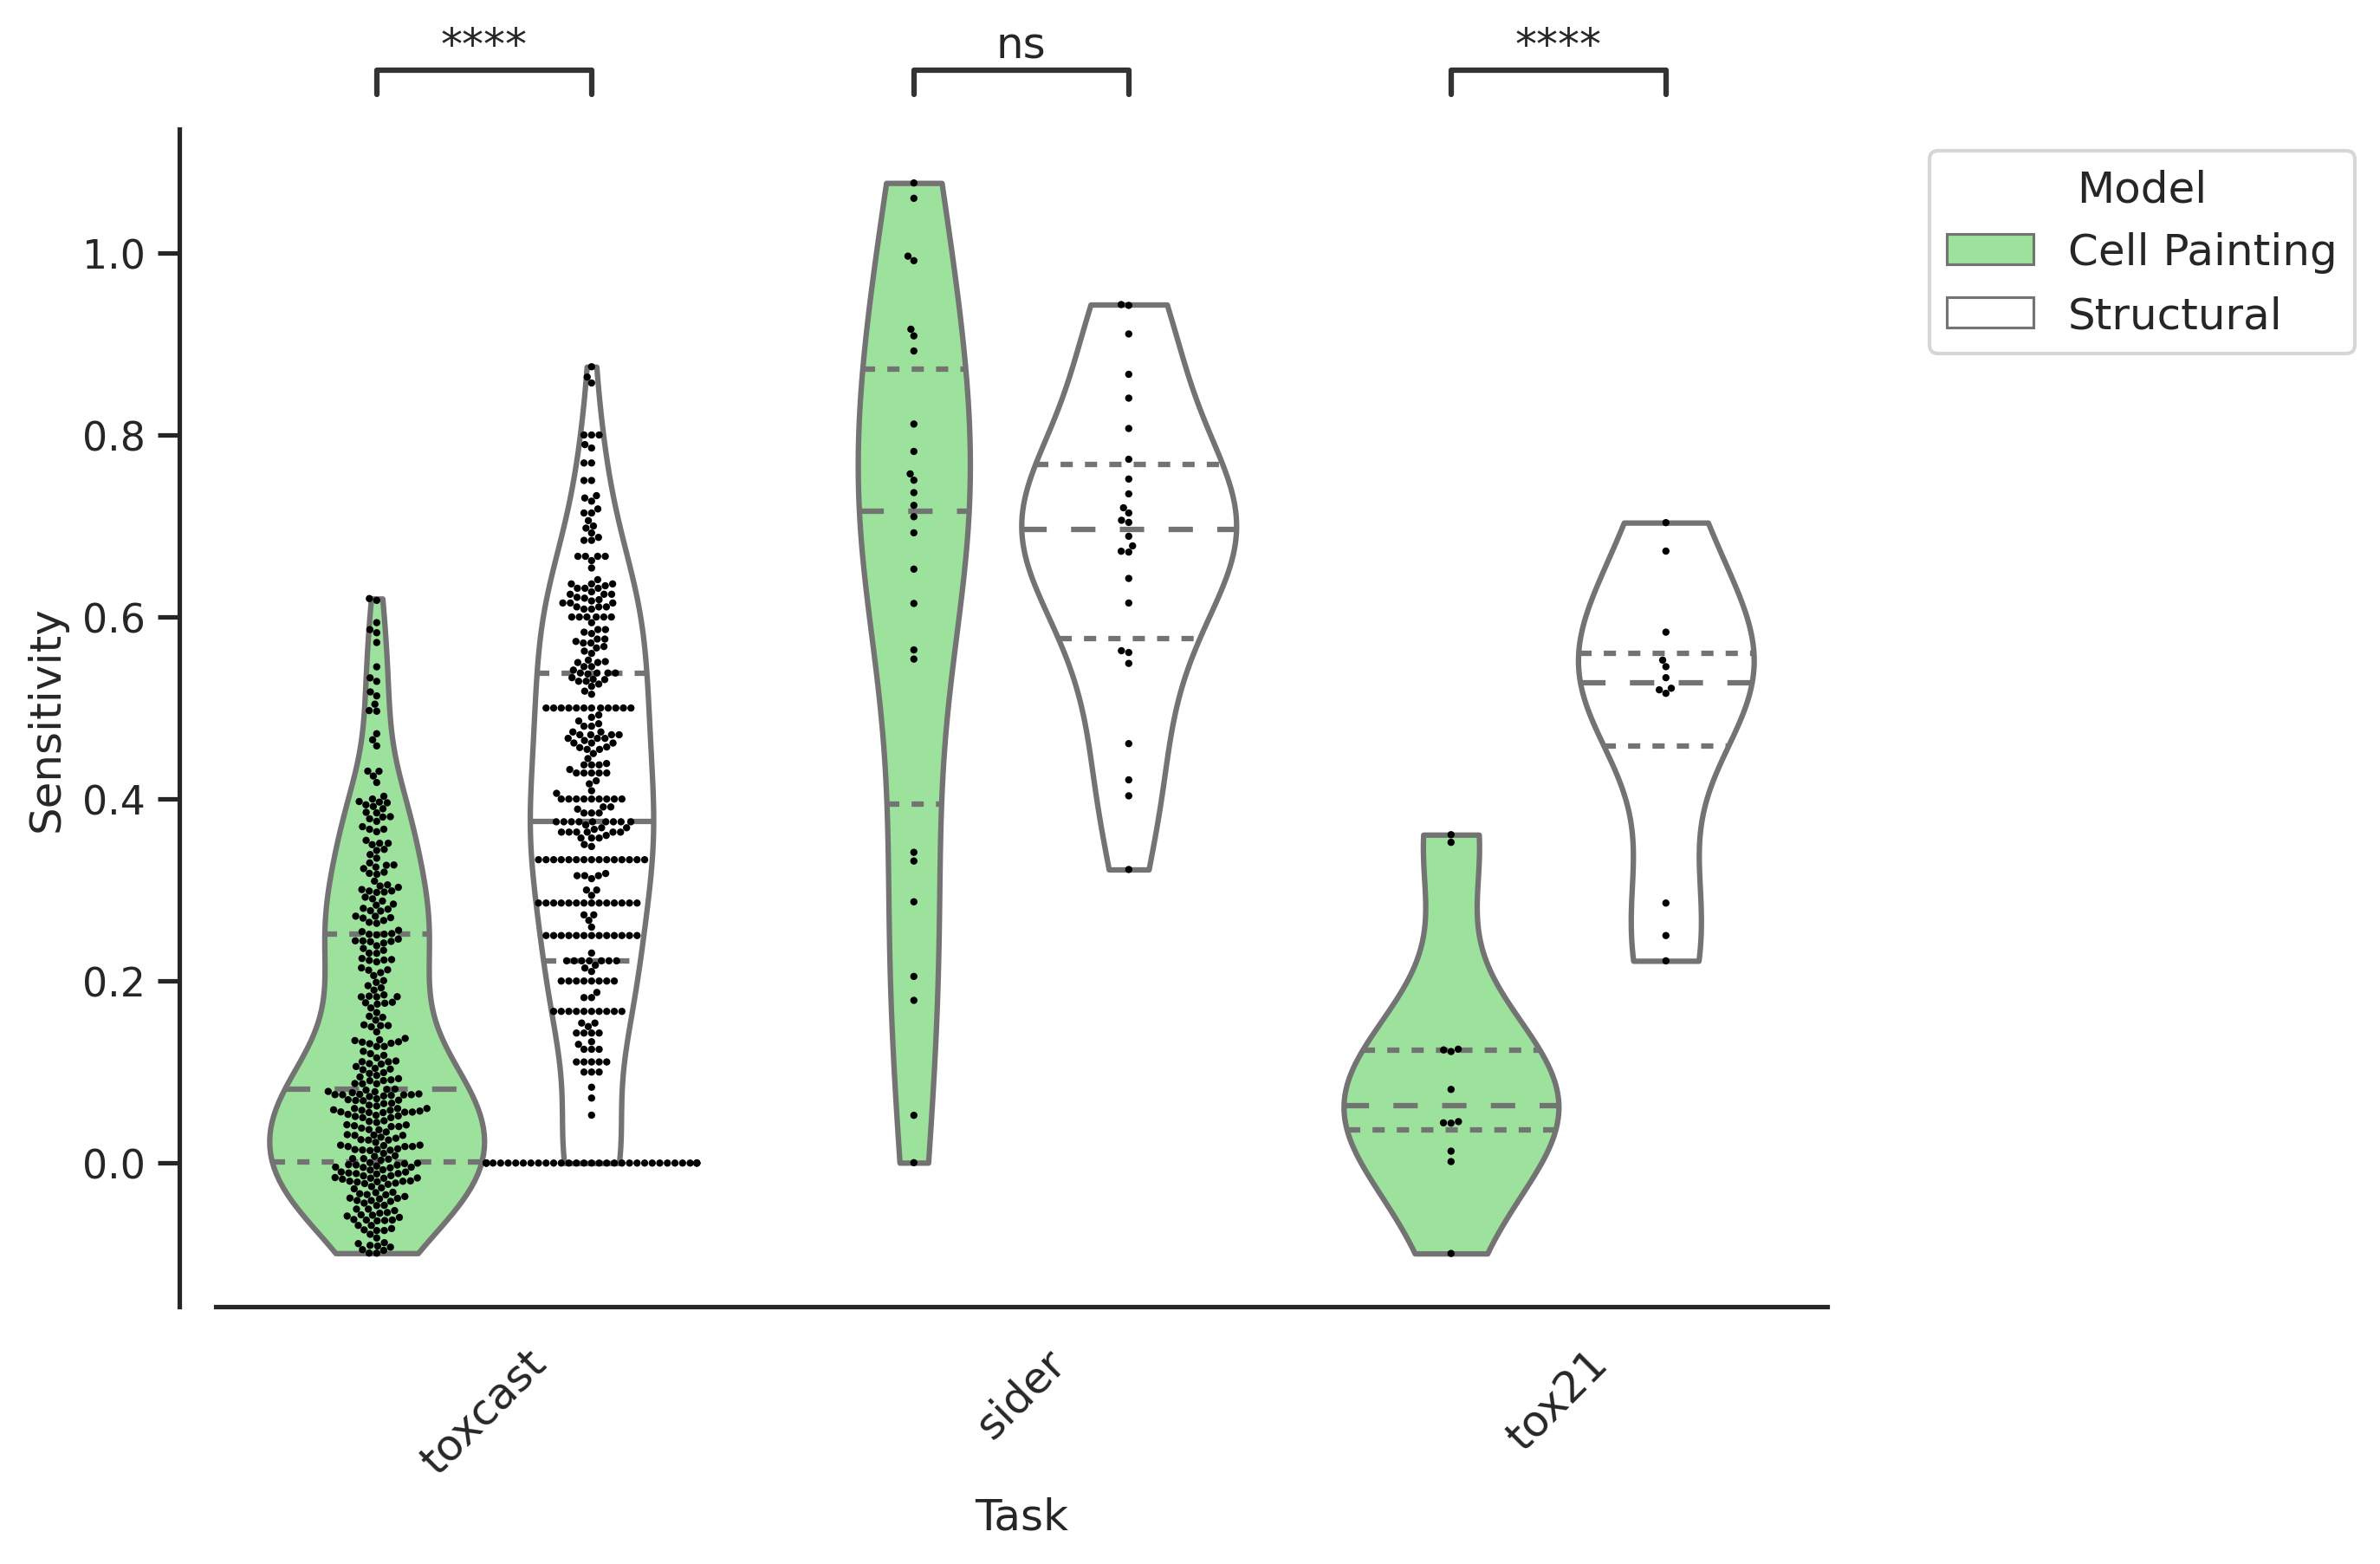 **** ns ****
Model
Cell Painting
Structural
1.0
0.8
0.6
0.4
0.2
0.0
Sensitivity
toxcast sider tox21
Task